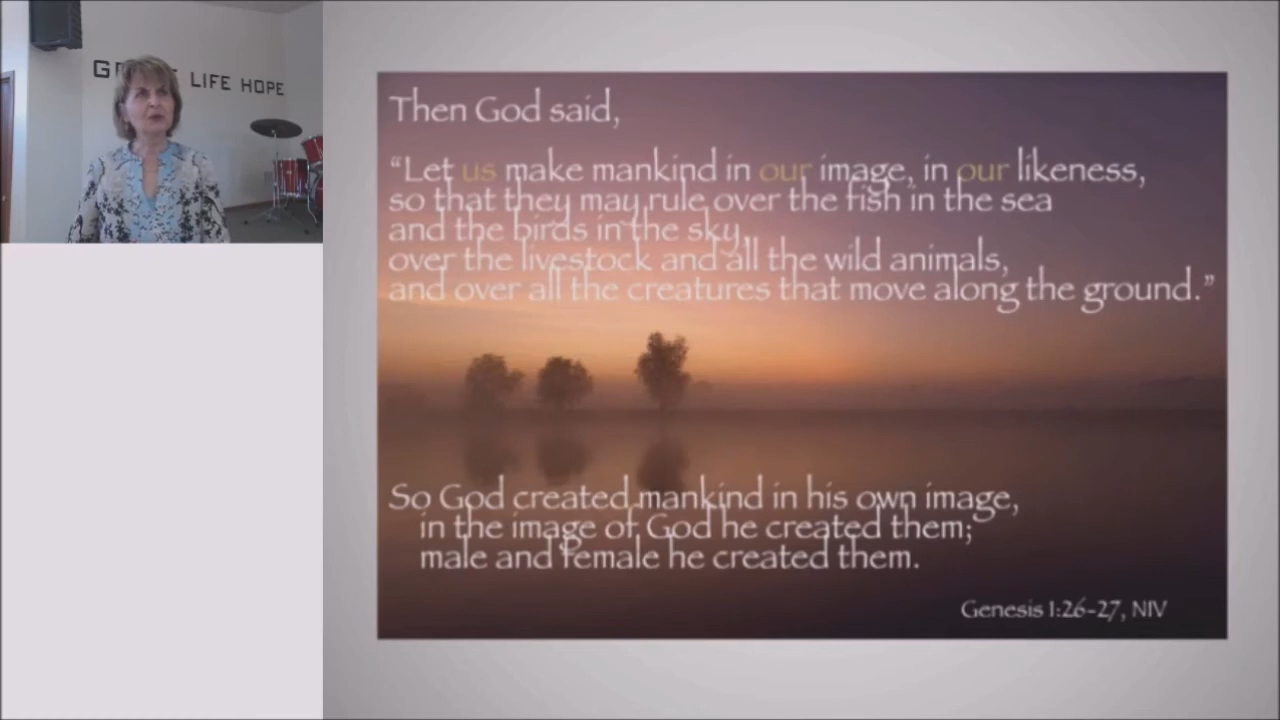 LIFE HOPE
Then God said,
“Let us make mankind in our image, in our likeness,
so that they may rule over the fish in the sea
and the birds in the sky,
over the livestock and all the wild animals,
and over all the creatures that move along the ground.”
So God created mankind in his own image,
in the image of God he created them;
male and female he created them.
Genesis 1:26-27, NIV